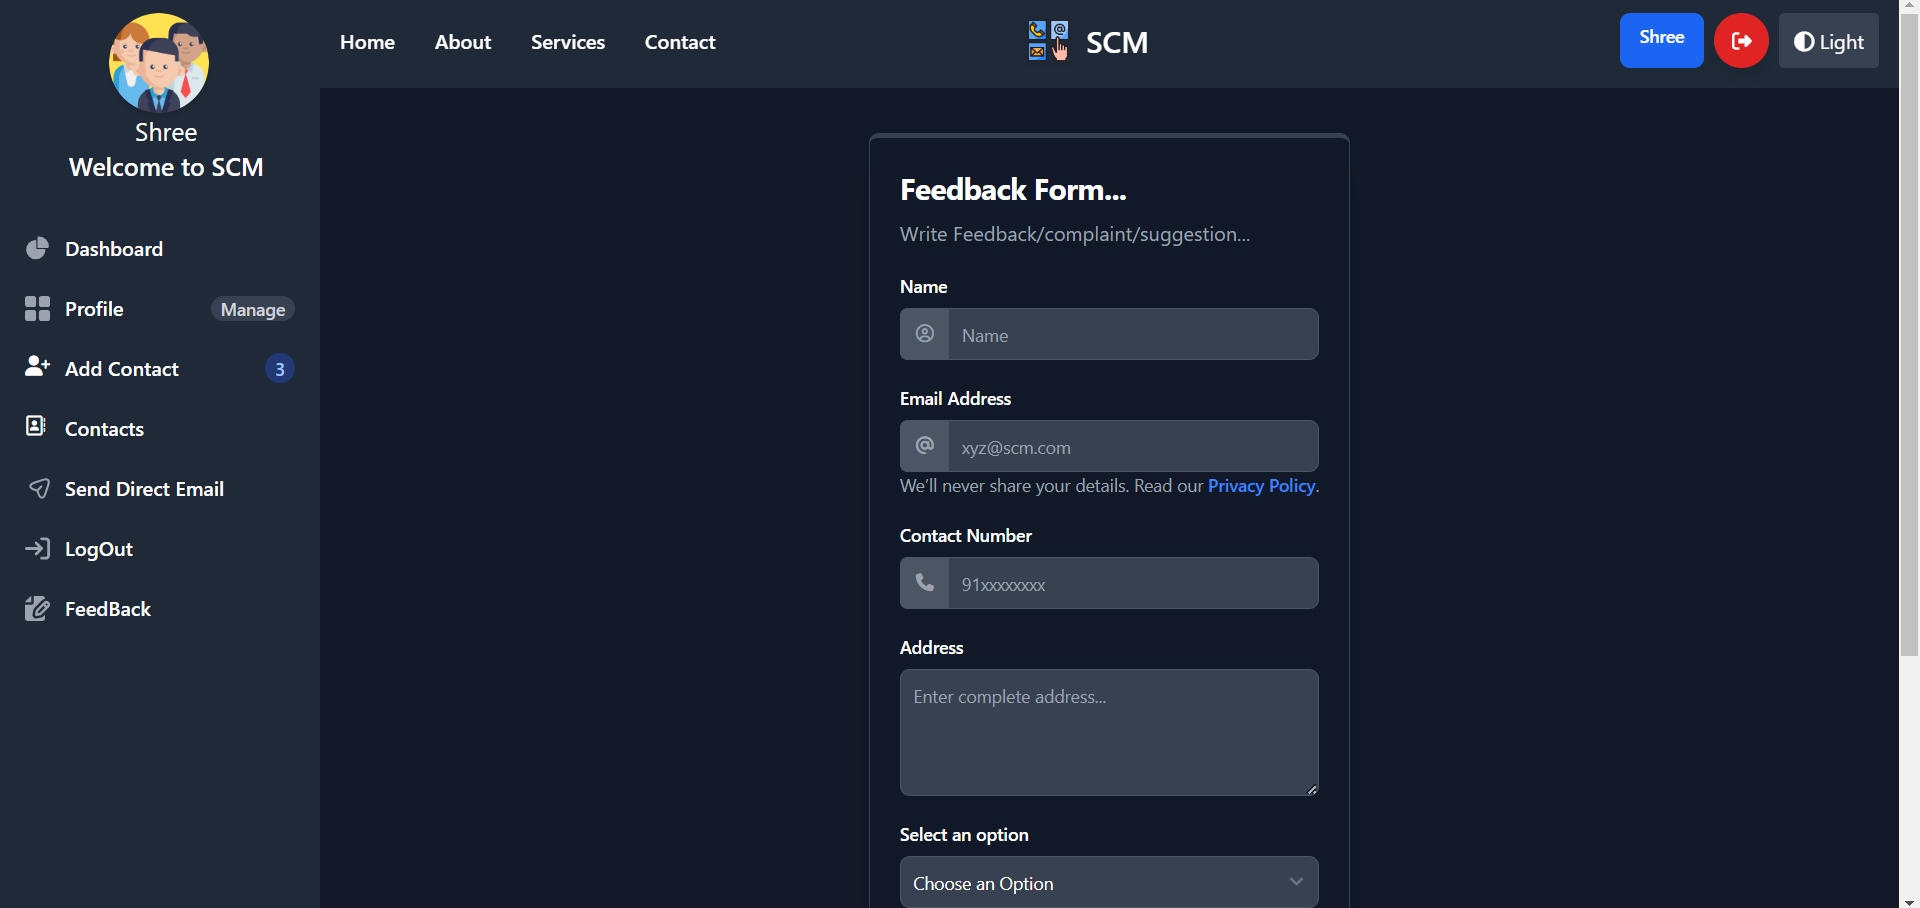 Shree
Welcome to SCM
Dashboard
Profile Manage
Add Contact 3
Contacts
Send Direct Email
LogOut
FeedBack
Home About Services Contact
@
SCM
Shree
Light
Feedback Form...
Write Feedback/complaint/suggestion...
Name
Name
Email Address
@ xyz@scm.com
We'll never share your details. Read our Privacy Policy.
Contact Number
91xxxxxxxx
Address
Enter complete address...
Select an option
Choose an Option